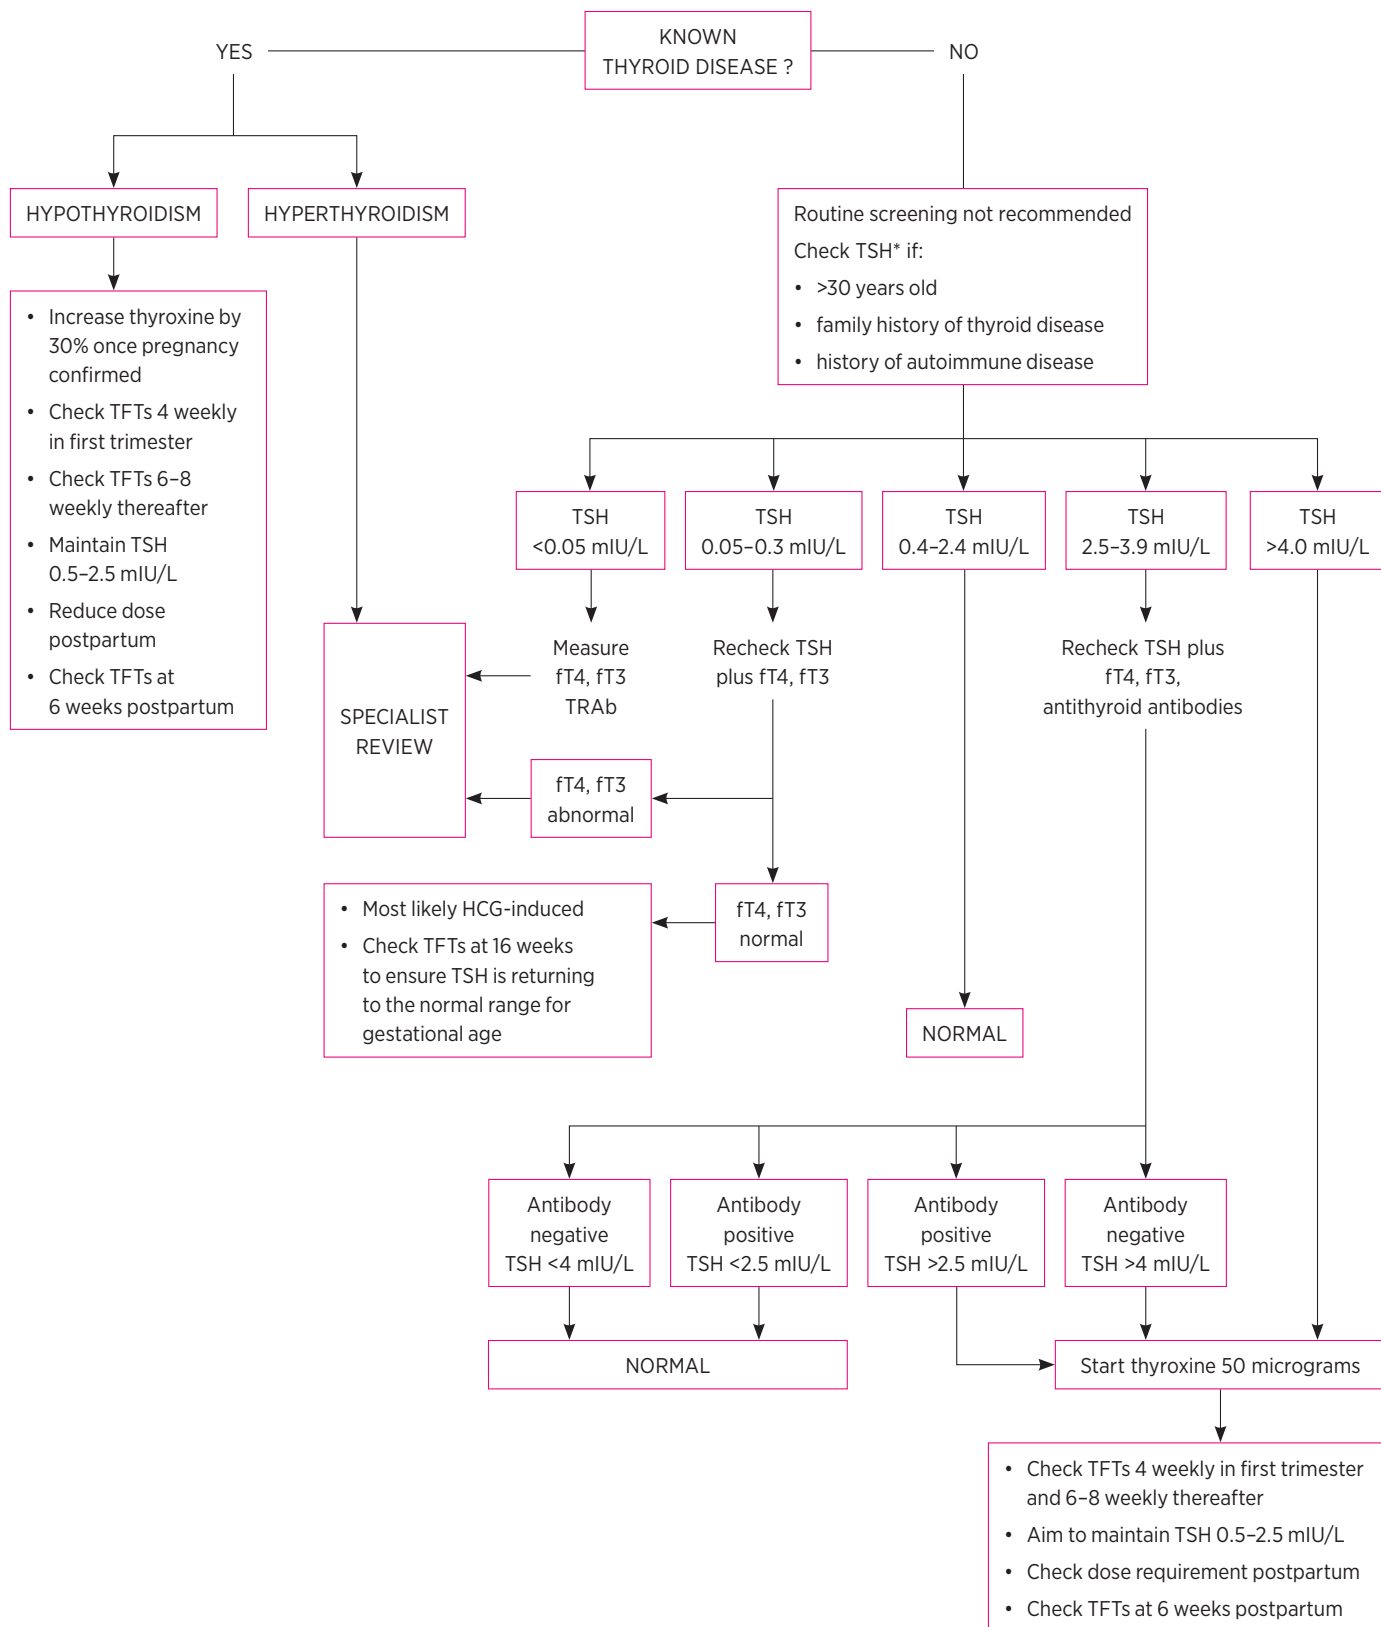 KNOWN
THYROID DISEASE ?
YES
NO
HYPOTHYROIDISM
HYPERTHYROIDISM
• Increase thyroxine by
30% once pregnancy
confirmed
• Check TFTs 4 weekly
in first trimester
• Check TFTs 6–8
weekly thereafter
• Maintain TSH
0.5–2.5 mIU/L
• Reduce dose
postpartum
• Check TFTs at
6 weeks postpartum
Routine screening not recommended
Check TSH* if:
• >30 years old
• family history of thyroid disease
• history of autoimmune disease
TSH
<0.05 mIU/L
TSH
0.05–0.3 mIU/L
TSH
0.4–2.4 mIU/L
TSH
2.5–3.9 mIU/L
TSH
>4.0 mIU/L
Measure
fT4, fT3
TRAb
Recheck TSH
plus fT4, fT3
Recheck TSH plus
fT4, fT3,
antithyroid antibodies
SPECIALIST
REVIEW
fT4, fT3
abnormal
fT4, fT3
normal
• Most likely HCG-induced
• Check TFTs at 16 weeks
to ensure TSH is returning
to the normal range for
gestational age
NORMAL
Antibody
negative
TSH <4 mIU/L
Antibody
positive
TSH <2.5 mIU/L
Antibody
positive
TSH >2.5 mIU/L
Antibody
negative
TSH >4 mIU/L
NORMAL
Start thyroxine 50 micrograms
• Check TFTs 4 weekly in first trimester
and 6–8 weekly thereafter
• Aim to maintain TSH 0.5–2.5 mIU/L
• Check dose requirement postpartum
• Check TFTs at 6 weeks postpartum